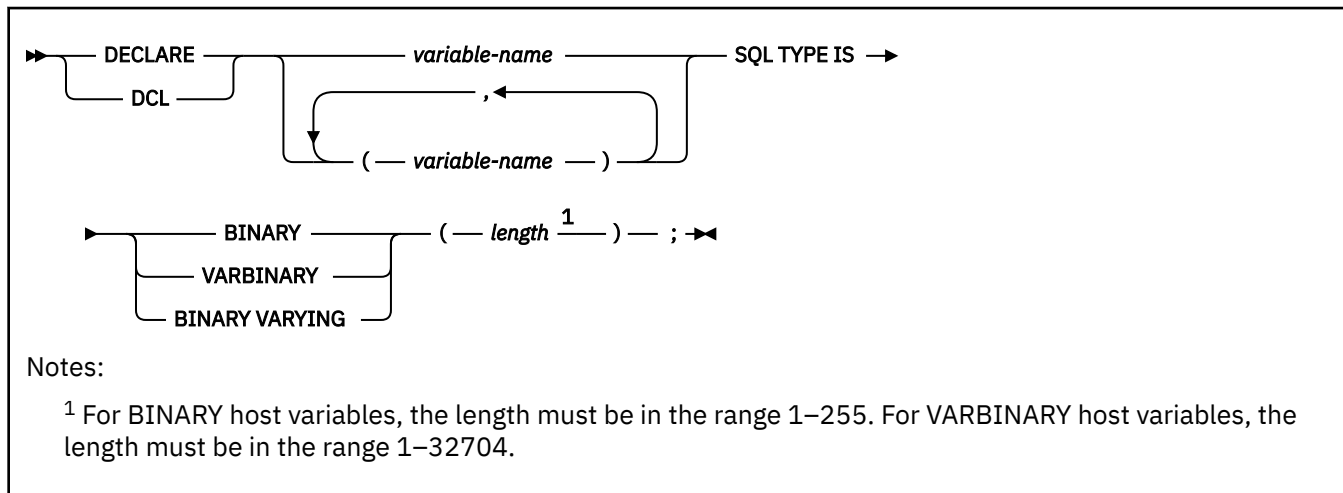 DECLARE variable-name SQL TYPE IS
DCL
,
( variable-name )
BINARY ( length 1 ) ;
VARBINARY
BINARY VARYING
Notes:
1 For BINARY host variables, the length must be in the range 1–255. For VARBINARY host variables, the
length must be in the range 1–32704.